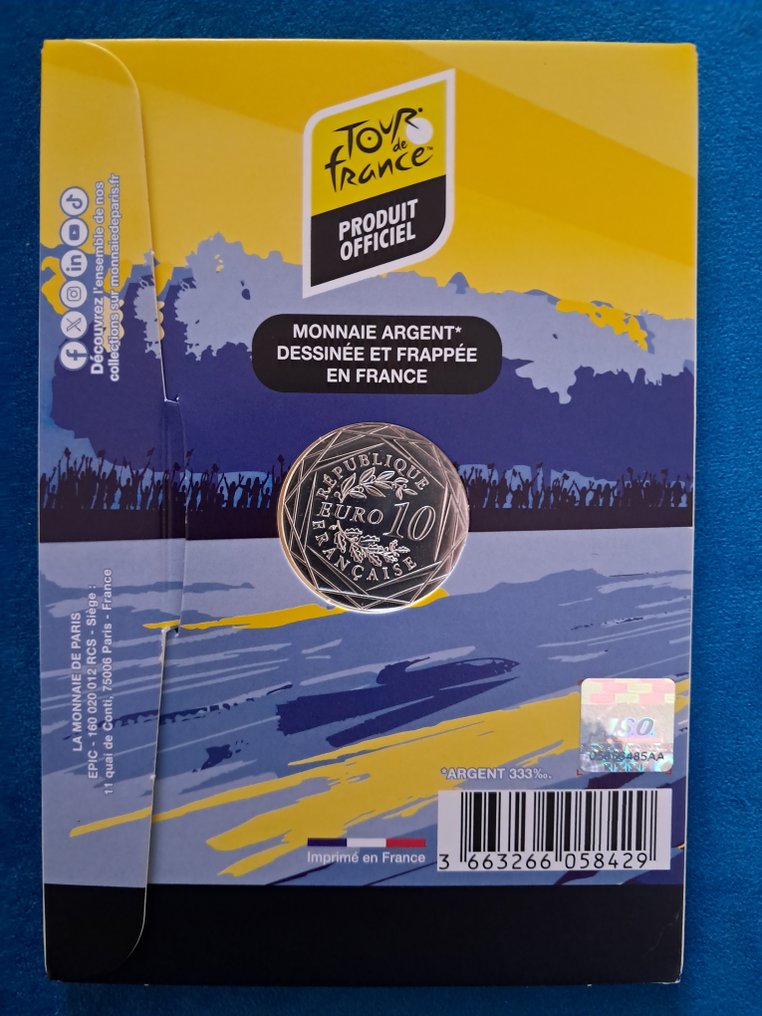 TOUR
de
france™
PRODUIT
OFFICIEL
MONNAIE ARGENT*
DESSINÉE ET FRAPPÉE
EN FRANCE
RÉPUBLIQUE
EURO 10
FRANÇAISE
Découvrez l'ensemble de nos
collections sur monnaiedeparis.fr
LA MONNAIE DE PARIS
EPIC - 160 020 012 RCS - Siège :
11 quai de Conti, 75006 Paris - France
I.S.O.
*ARGENT 333‰.
Imprimé en France
3 663266 058429